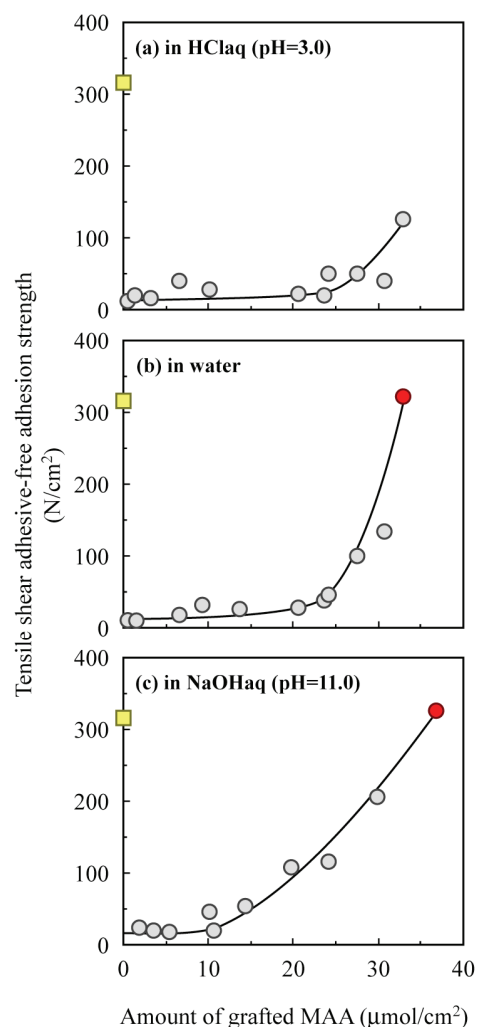 400
(a) in HClaq (pH=3.0)
300
200
100
0
400
(b) in water
300
200
100
0
400
(c) in NaOHaq (pH=11.0)
300
200
100
0
0 10 20 30 40
Amount of grafted MAA (μmol/cm²)
Tensile shear adhesive-free adhesion strength
(N/cm²)